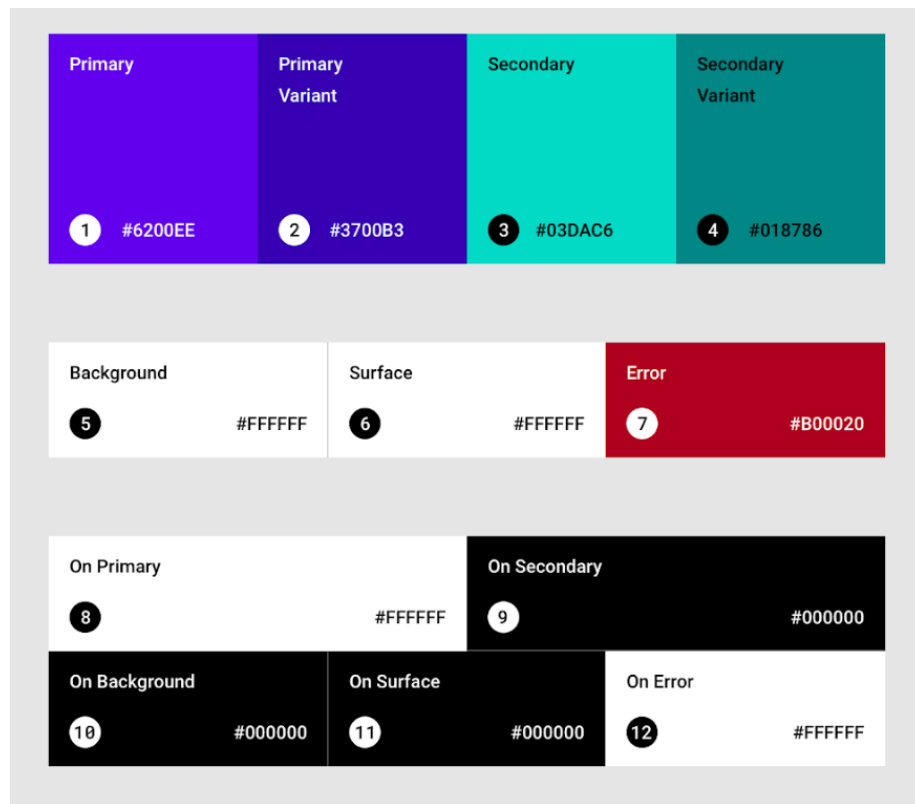 Primary
Primary
Variant
Secondary
Secondary
Variant
1 #6200EE
2 #3700B3
3 #03DAC6
4 #018786
Background
Surface
Error
5 #FFFFFF
6 #FFFFFF
7 #B00020
On Primary
On Secondary
8 #FFFFFF
9 #000000
On Background
On Surface
On Error
10 #000000
11 #000000
12 #FFFFFF